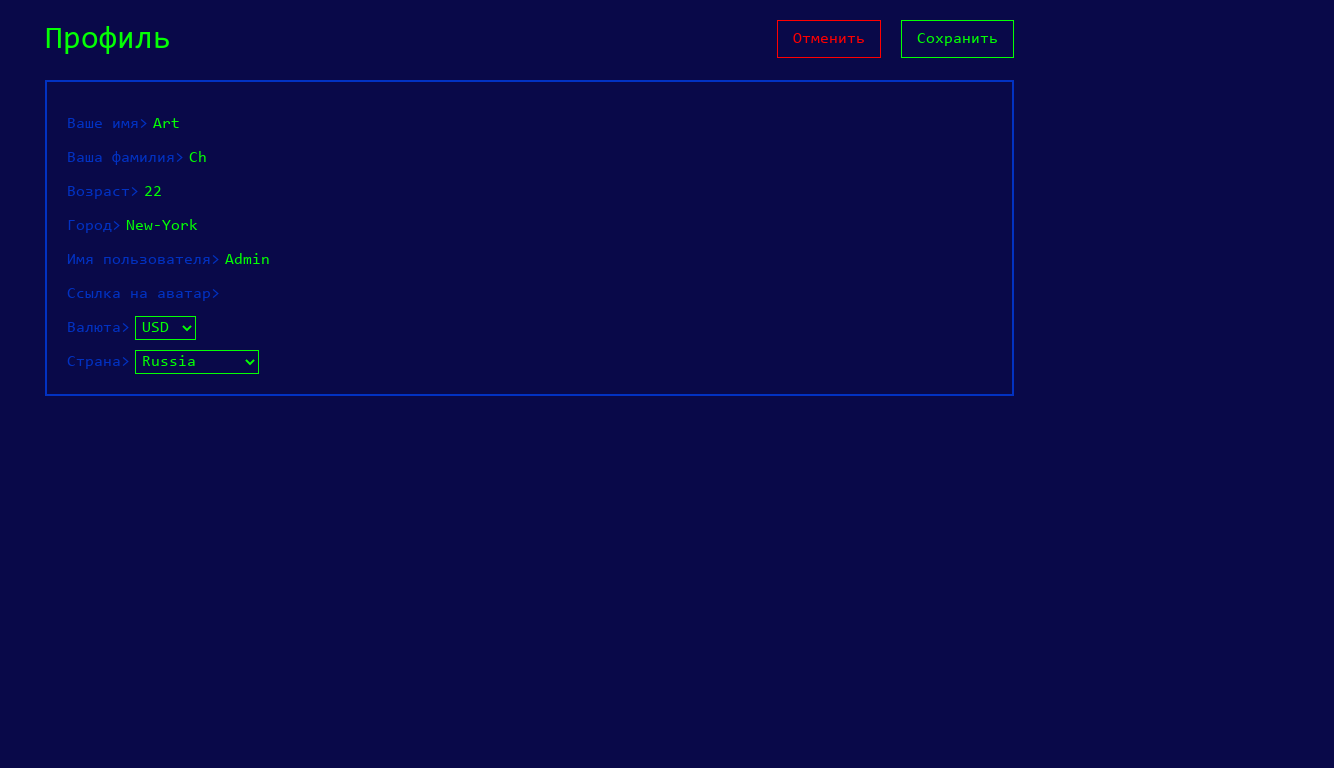 Профиль
Отменить
Сохранить
Ваше имя> Art
Ваша фамилия> Ch
Возраст> 22
Город> New-York
Имя пользователя> Admin
Ссылка на аватар>
Валюта> USD
Страна> Russia